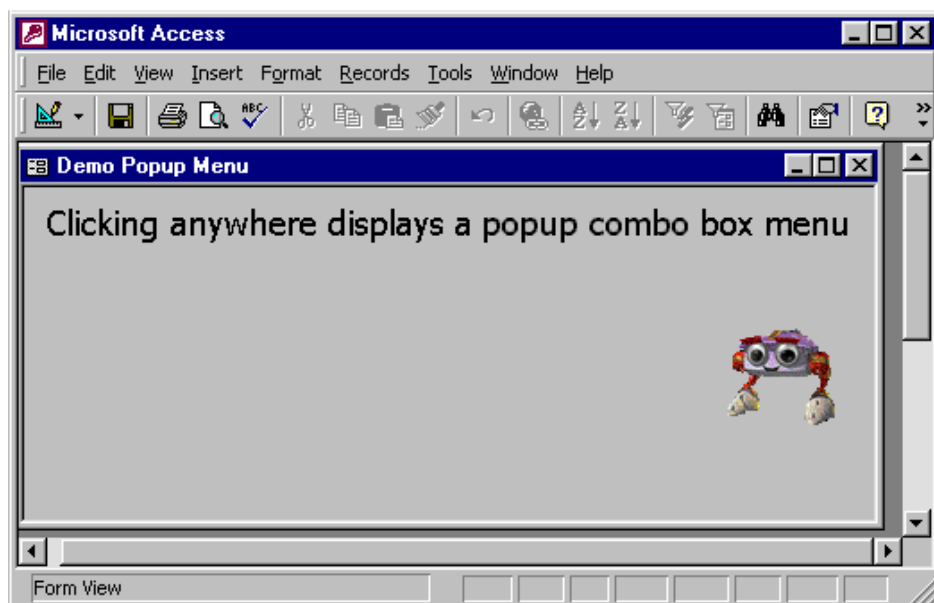 Microsoft Access
File Edit View Insert Format Records Tools Window Help
ABC A Z Z A ?
Demo Popup Menu
Clicking anywhere displays a popup combo box menu
Form View